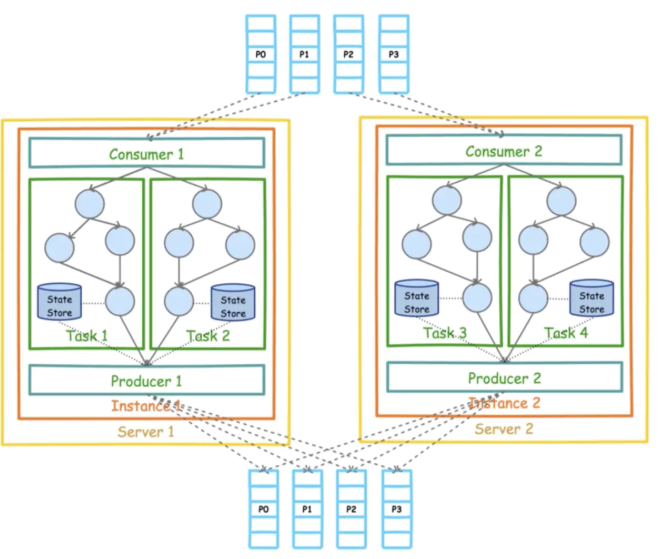 P0 P1 P2 P3
Consumer 1
State
Store
State
Store
Task 1 Task 2
Producer 1
Instance 1
Server 1
Consumer 2
State
Store
State
Store
Task 3 Task 4
Producer 2
Instance 2
Server 2
P0 P1 P2 P3